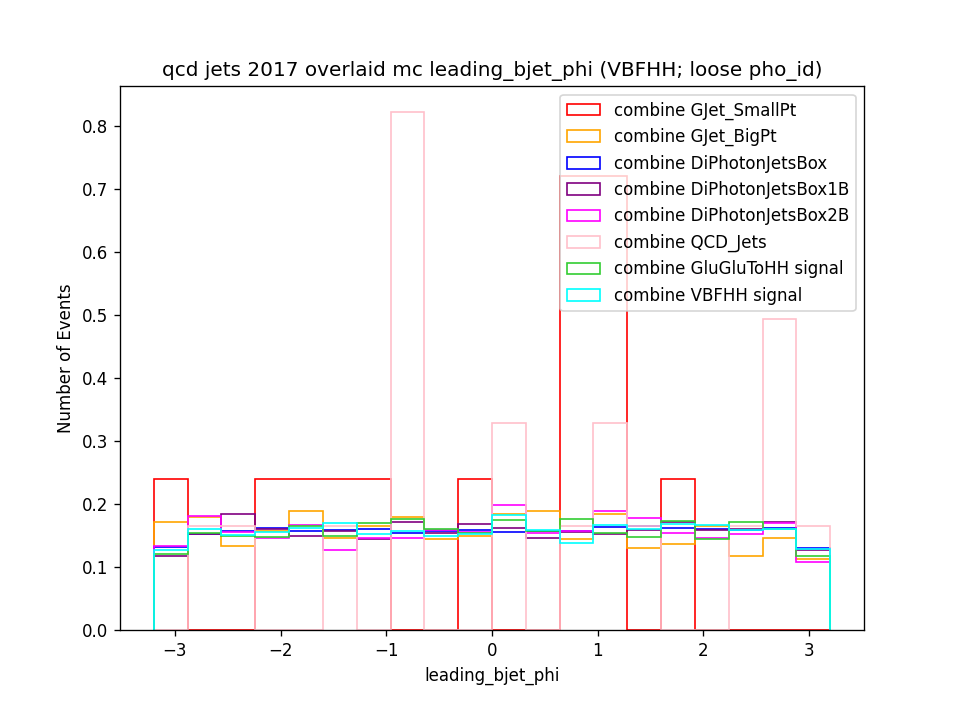 qcd jets 2017 overlaid mc leading_bjet_phi (VBFHH; loose pho_id)
combine GJet_SmallPt
combine GJet_BigPt
combine DiPhotonJetsBox
combine DiPhotonJetsBox1B
combine DiPhotonJetsBox2B
combine QCD_Jets
combine GluGluToHH signal
combine VBFHH signal
Number of Events
0.8
0.7
0.6
0.5
0.4
0.3
0.2
0.1
0.0
−3 −2 −1 0 1 2 3
leading_bjet_phi